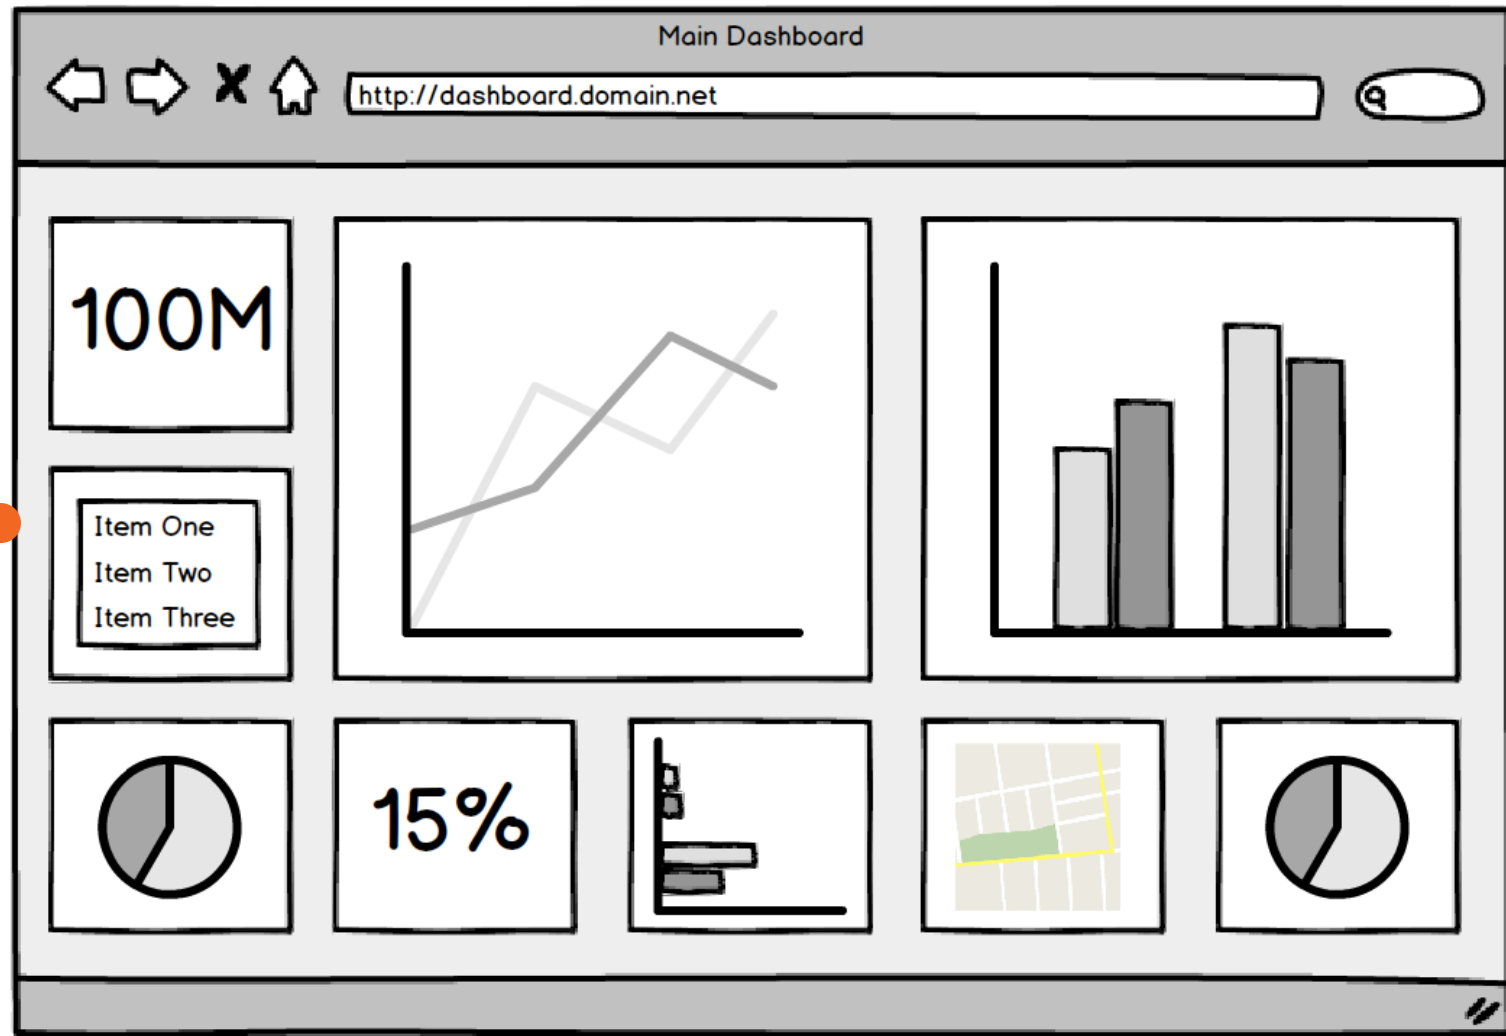 Main Dashboard
http://dashboard.domain.net
100M
Item One
Item Two
Item Three
15%